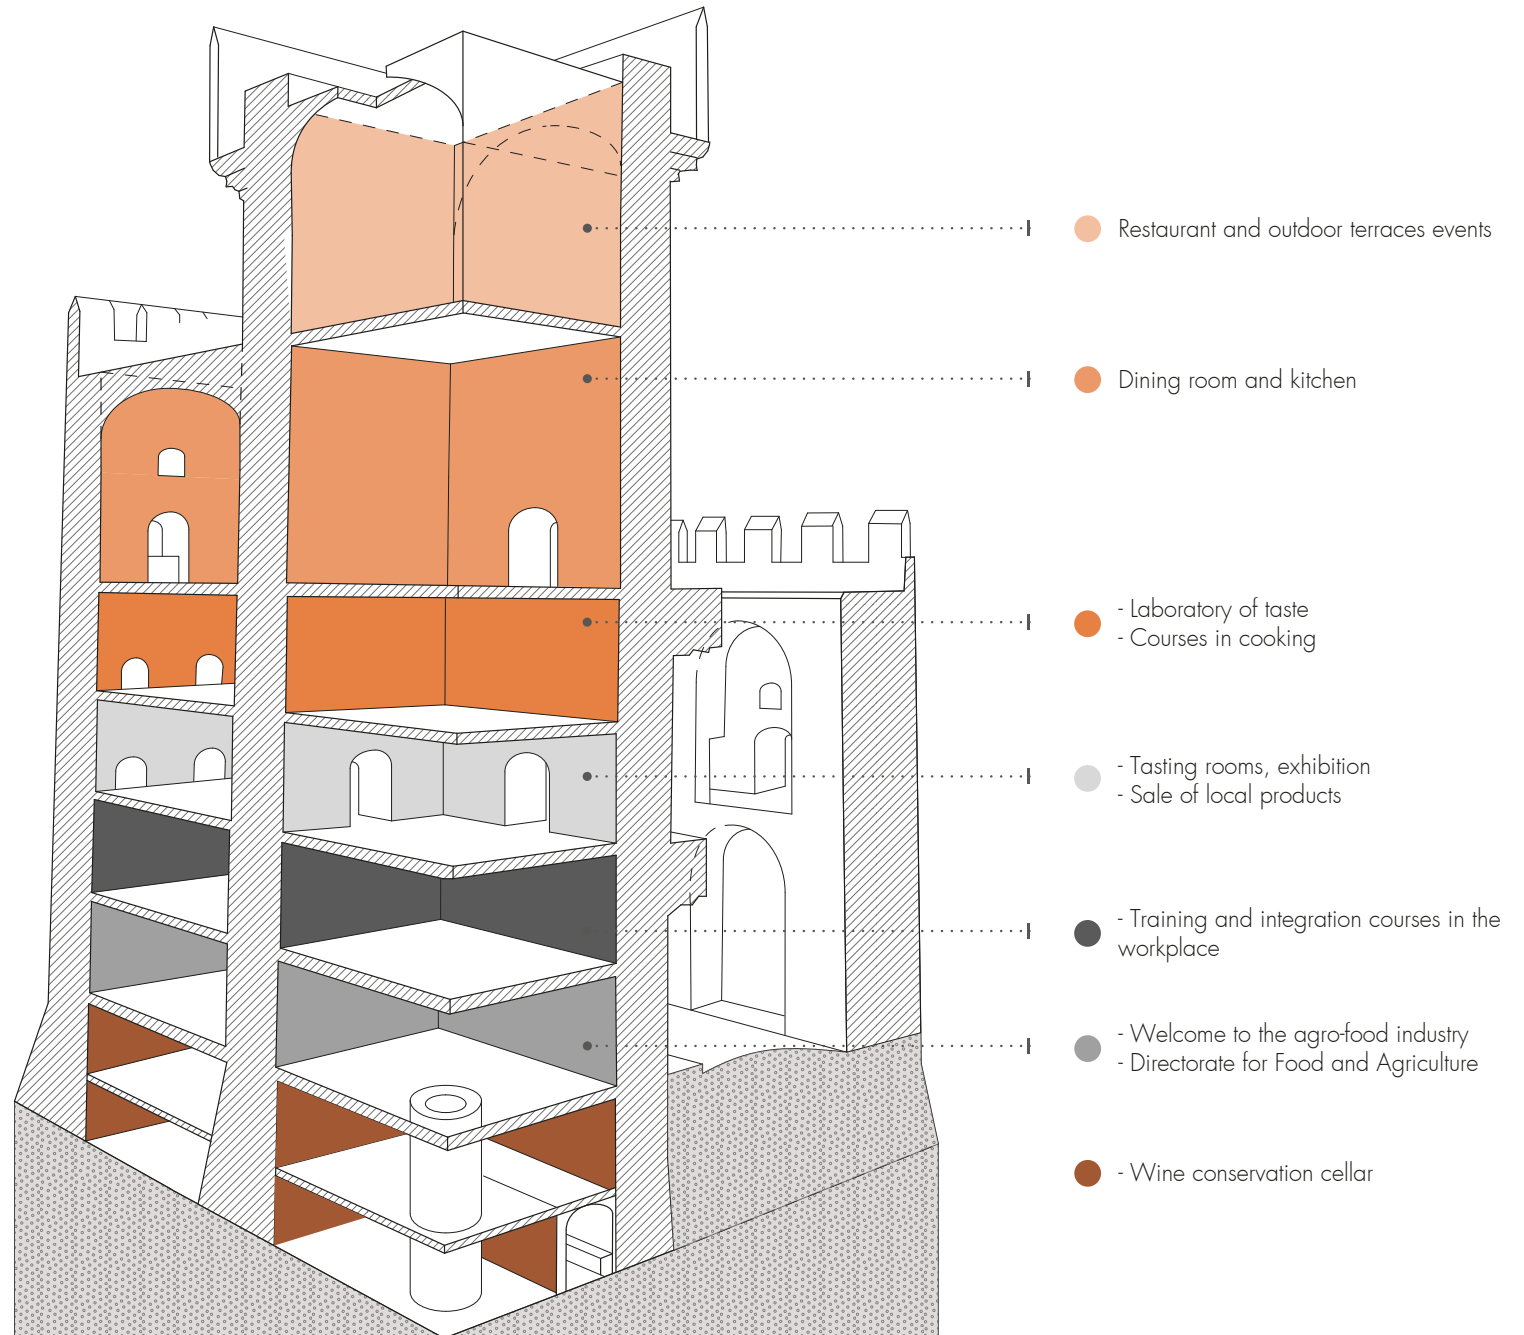 Restaurant and outdoor terraces events
Dining room and kitchen
- Laboratory of taste
- Courses in cooking
- Tasting rooms, exhibition
- Sale of local products
- Training and integration courses in the
workplace
- Welcome to the agro-food industry
- Directorate for Food and Agriculture
- Wine conservation cellar